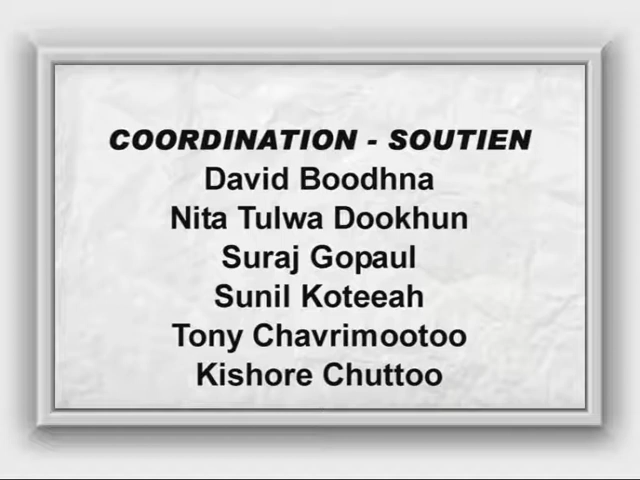 COORDINATION - SOUTIEN
David Boodhna
Nita Tulwa Dookhun
Suraj Gopaul
Sunil Koteeah
Tony Chavrimootoo
Kishore Chuttoo